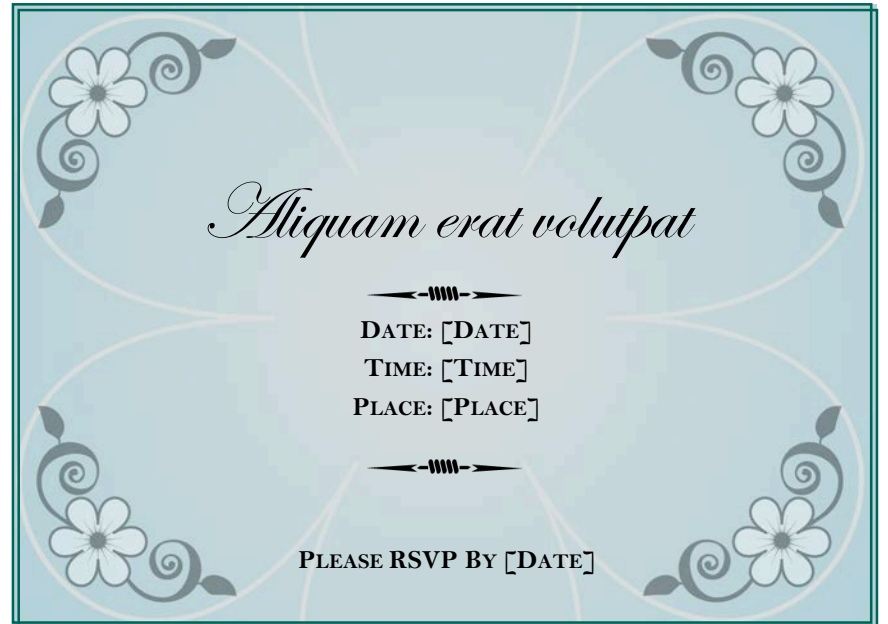 Aliquam erat volutpat
Date: [Date]
Time: [Time]
Place: [Place]
Please RSVP By [Date]